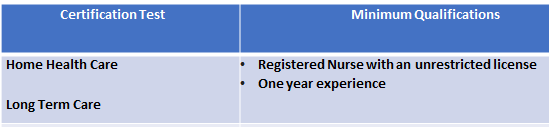 Certification Test Minimum Qualifications
Home Health Care • Registered Nurse with an unrestricted license
• One year experience
Long Term Care